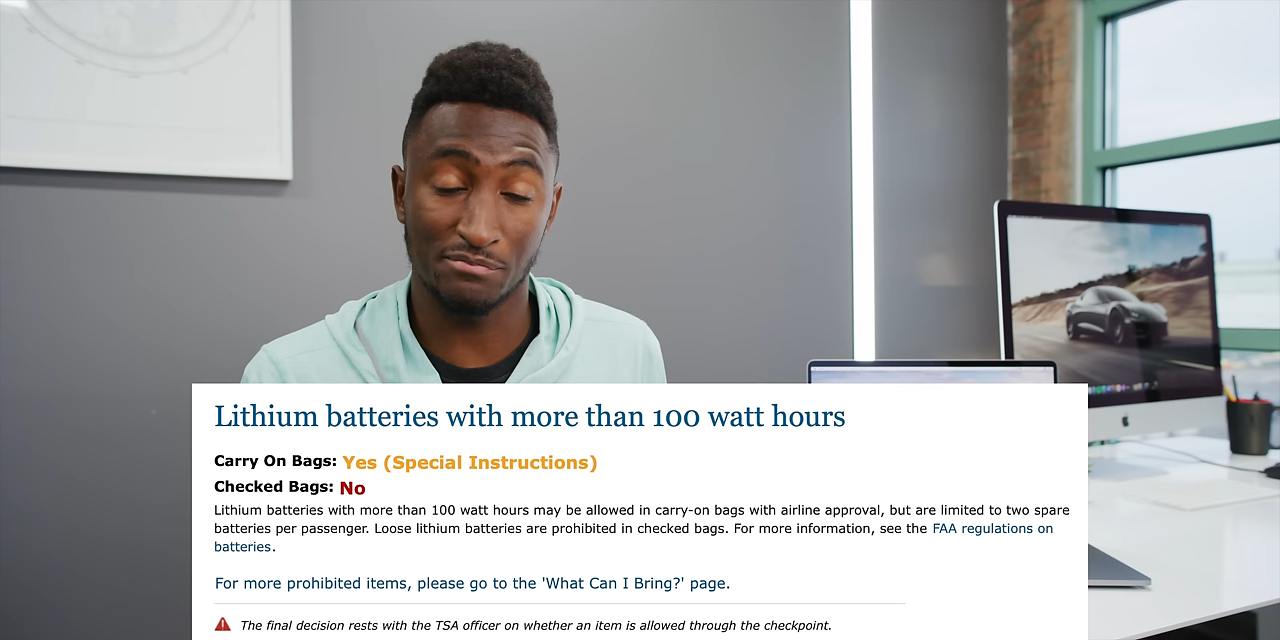 Lithium batteries with more than 100 watt hours
Carry On Bags: Yes (Special Instructions)
Checked Bags: No
Lithium batteries with more than 100 watt hours may be allowed in carry-on bags with airline approval, but are limited to two spare
batteries per passenger. Loose lithium batteries are prohibited in checked bags. For more information, see the FAA regulations on
batteries.
For more prohibited items, please go to the 'What Can I Bring?' page.
The final decision rests with the TSA officer on whether an item is allowed through the checkpoint.